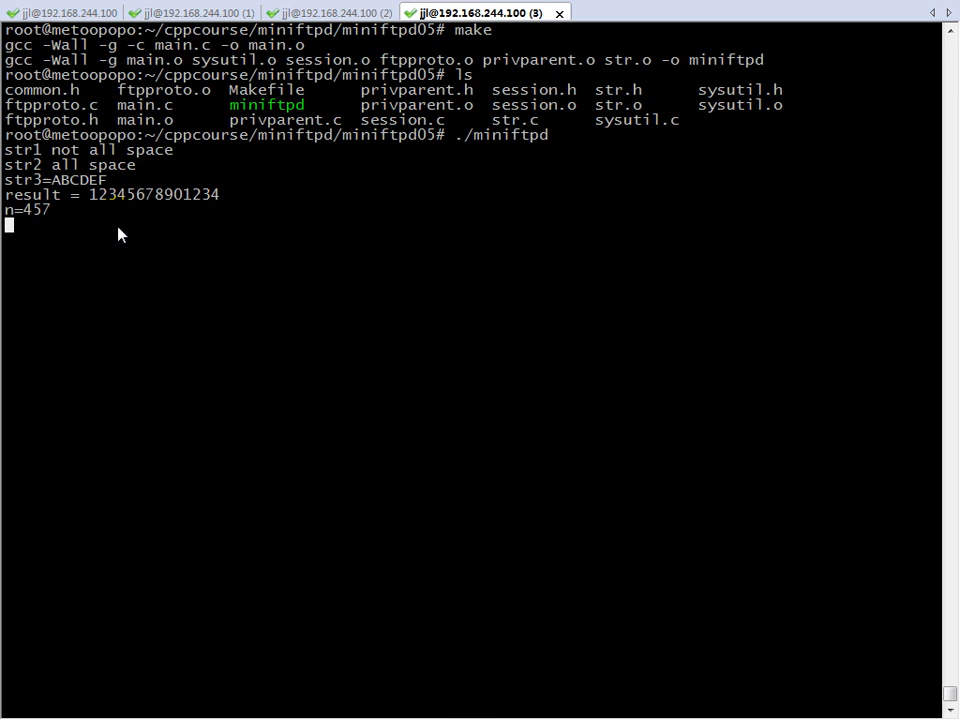 jjl@192.168.244.100 jjl@192.168.244.100 (1) jjl@192.168.244.100 (2) jjl@192.168.244.100 (3)
root@metoopopo:~/cppcourse/miniftpd/miniftpd05# make
gcc -Wall -g -c main.c -o main.o
gcc -Wall -g main.o sysutil.o session.o ftpproto.o privparent.o str.o -o miniftpd
root@metoopopo:~/cppcourse/miniftpd/miniftpd05# ls
common.h ftpproto.o Makefile privparent.h session.h str.h sysutil.h
ftpproto.c main.c miniftpd privparent.o session.o str.o sysutil.o
ftpproto.h main.o privparent.c session.c str.c sysutil.c
root@metoopopo:~/cppcourse/miniftpd/miniftpd05# ./miniftpd
str1 not all space
str2 all space
str3=ABCDEF
result = 12345678901234
n=457